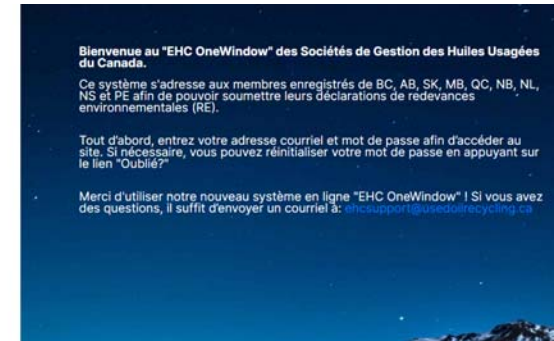 Bienvenue au "EHC OneWindow" des Sociétés de Gestion des Huiles Usagées
du Canada.
Ce système s'adresse aux membres enregistrés de BC, AB, SK, MB, QC, NB, NL,
NS et PE afin de pouvoir soumettre leurs déclarations de redevances
environnementales (RE).
Tout d'abord, entrez votre adresse courriel et mot de passe afin d'accéder au
site. Si nécessaire, vous pouvez réinitialiser votre mot de passe en appuyant sur
le lien "Oublié?"
Merci d'utiliser notre nouveau système en ligne "EHC OneWindow" ! Si vous avez
des questions, il suffit d'envoyer un courriel à: ehcsupport@usedoilrecycling.ca